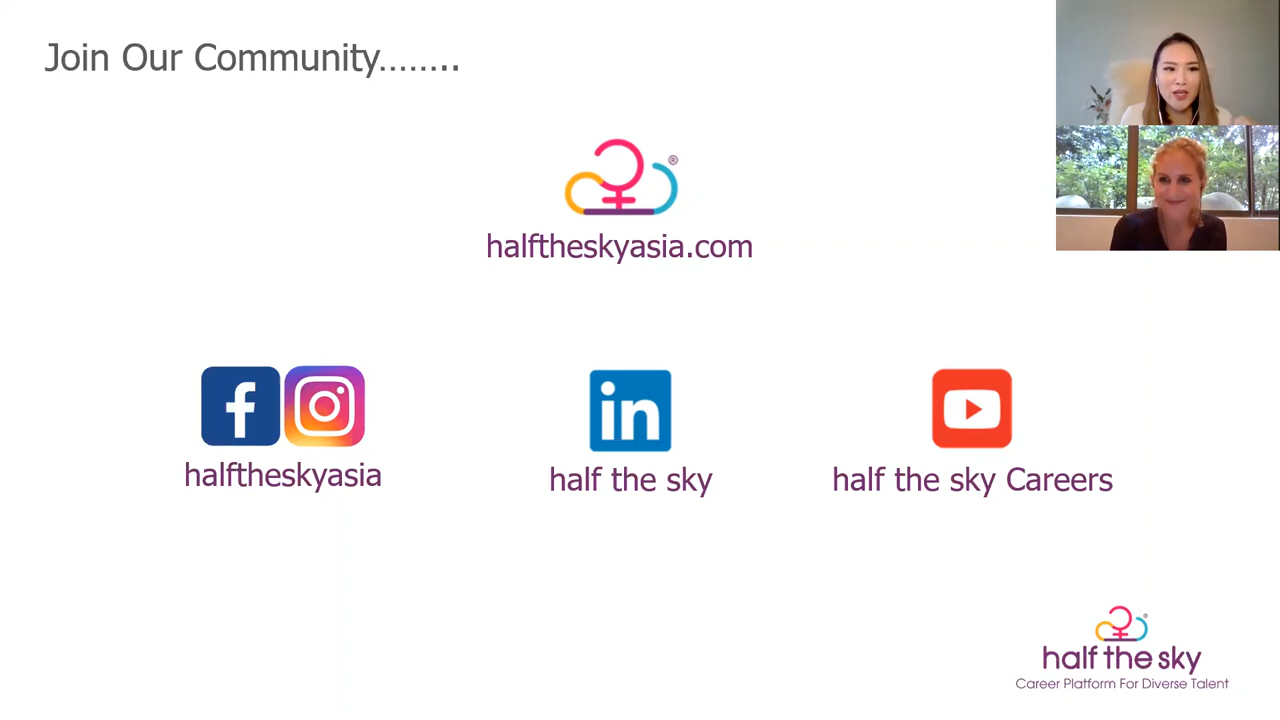 Join Our Community........
®
halftheskyasia.com
f
in
halftheskyasia
half the sky
half the sky Careers
half the sky
Career Platform For Diverse Talent